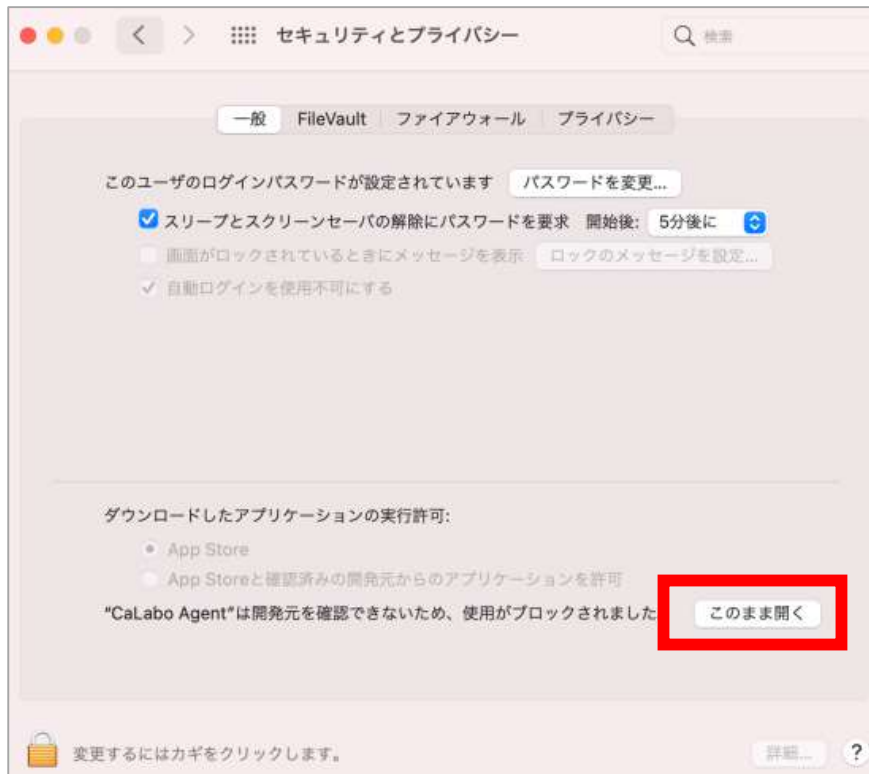 セキュリティとプライバシー
検索
一般 FileVault ファイアウォール プライバシー
このユーザのログインパスワードが設定されています パスワードを変更...
スリープとスクリーンセーバの解除にパスワードを要求 開始後: 5分後に
画面がロックされているときにメッセージを表示 ロックのメッセージを設定...
自動ログインを使用不可にする
ダウンロードしたアプリケーションの実行許可:
App Store
App Storeと確認済みの開発元からのアプリケーションを許可
"CaLabo Agent"は開発元を確認できないため、使用がブロックされました このまま開く
変更するにはカギをクリックします。 詳細... ?